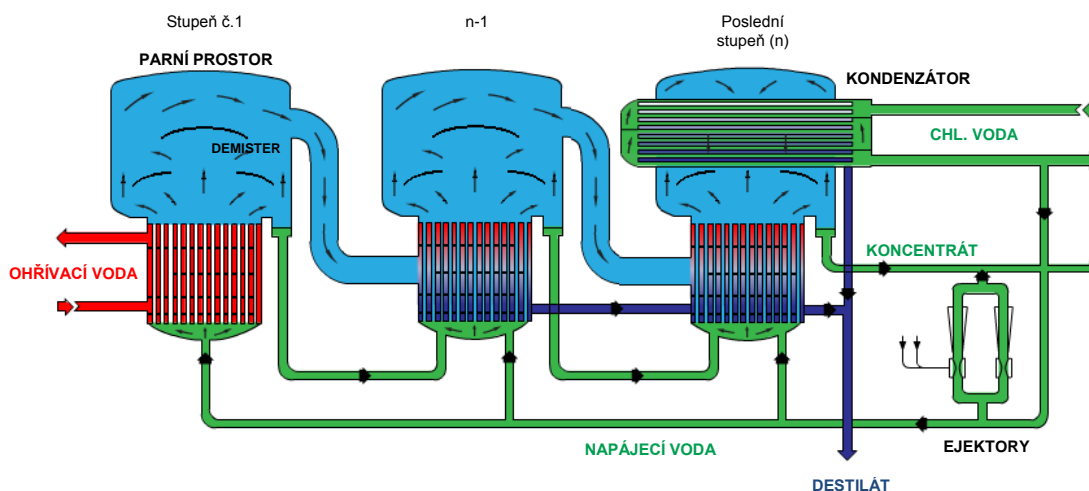 Stupeň č.1
n-1
Poslední
stupeň (n)
PARNÍ PROSTOR
KONDENZÁTOR
CHL. VODA
DEMISTER
KONCENTRÁT
OHŘÍVACÍ VODA
NAPÁJECÍ VODA
EJEKTORY
DESTILÁT